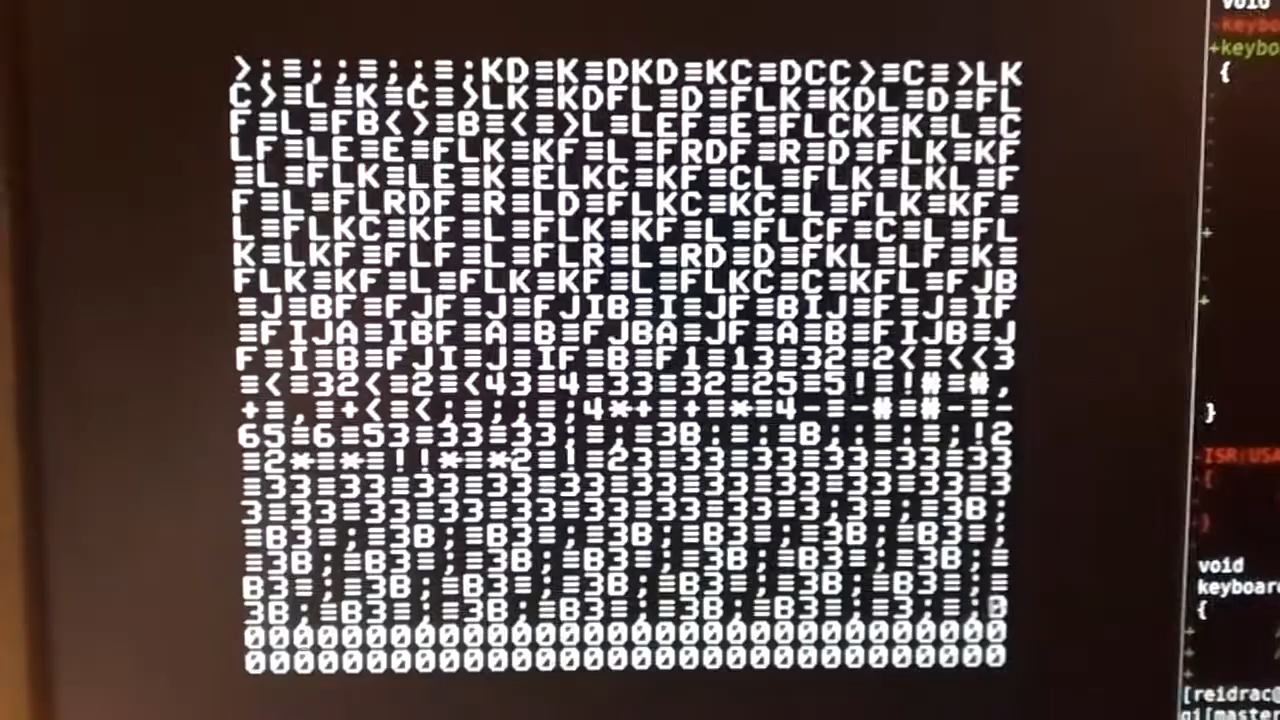 >;≡;;≡;;≡;KD≡K≡DKD≡KC≡DCC>≡C≡>LK
C>≡L≡K≡C≡>LK≡KDFL≡D≡FLK≡KDL≡D≡FL
F≡L≡FB<>≡B≡<≡>L≡LEF≡E≡FLCK≡K≡L≡C
LF≡LE≡E≡FLK≡KF≡L≡FRDF≡R≡D≡FLK≡KF
≡L≡FLK≡LE≡K≡ELKC≡KF≡CL≡FLK≡LKL≡F
F≡L≡FLRDF≡R≡LD≡FLKC≡KC≡L≡FLK≡KF≡
L≡FLKC≡KF≡L≡FLK≡KF≡L≡FLCF≡C≡L≡FL
K≡LKF≡FLF≡L≡FLR≡L≡RD≡D≡FKL≡LF≡K≡
FLK≡KF≡L≡FLK≡KF≡L≡FLKC≡C≡KFL≡FJB
≡J≡BF≡FJF≡J≡FJIB≡I≡JF≡BIJ≡F≡J≡IF
≡FIJA≡IBF≡A≡B≡FJBA≡JF≡A≡B≡FIJB≡J
F≡I≡B≡FJI≡J≡IF≡B≡F1≡13≡32≡2<≡<<3
≡<≡32<≡2≡<43≡4≡33≡32≡25≡5!≡!#≡#,
+≡,≡+<≡<;≡;;≡;4*+≡+≡*≡4-≡-#≡#-≡-
65≡6≡53≡33≡33;≡;≡3B;≡;≡B;;≡;≡;!2
≡2*≡*≡!!*≡*2≡!≡23≡33≡33≡33≡33≡33
≡33≡33≡33≡33≡33≡33≡33≡33≡33≡33≡3
3≡33≡33≡33≡33≡33≡33≡33≡3;3≡;≡3B;
≡B3≡;≡3B;≡B3≡;≡3B;≡B3≡;≡3B;≡B3≡;
≡3B;≡B3≡;≡3B;≡B3≡;≡3B;≡B3≡;≡3B;≡
B3≡;≡3B;≡B3≡;≡3B;≡B3≡;≡3B;≡B3≡;≡
3B;≡B3≡;≡3B;≡B3≡;≡3B;≡B3≡;≡3;≡;0
00000000000000000000000000000000
00000000000000000000000000000000
void
+keybo
{
+
+
}
ISR(USA
{
}
void
keyboar
{
+
+
[reidrac@